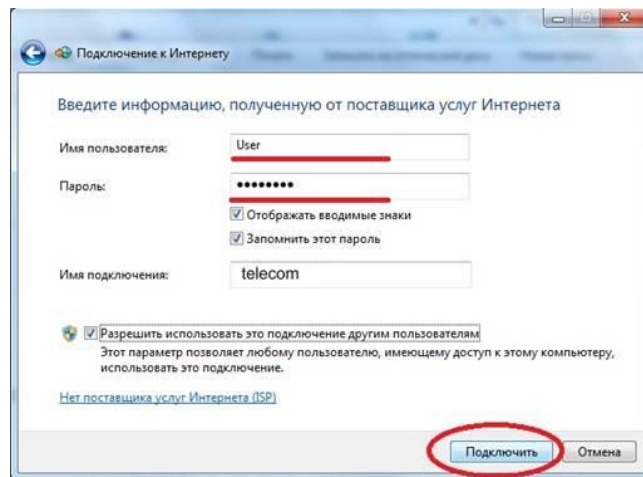 Подключение к Интернету
Введите информацию, полученную от поставщика услуг Интернета
Имя пользователя: User
Пароль: ••••••••
Отображать вводимые знаки
Запомнить этот пароль
Имя подключения: telecom
Разрешить использовать это подключение другим пользователям
Этот параметр позволяет любому пользователю, имеющему доступ к этому компьютеру,
использовать это подключение.
Нет поставщика услуг Интернета (ISP)
Подключить Отмена